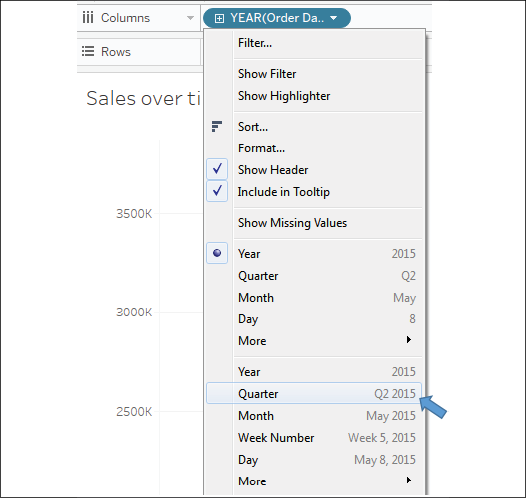 Columns
YEAR(Order Da..
Rows
Filter...
Show Filter
Sales over ti
Show Highlighter
Sort...
Format...
Show Header
Include in Tooltip
3500K
Show Missing Values
Year 2015
Quarter Q2
Month May
3000K
Day 8
More
Year 2015
Quarter Q2 2015
2500K
Month May 2015
Week Number Week 5, 2015
Day May 8, 2015
More